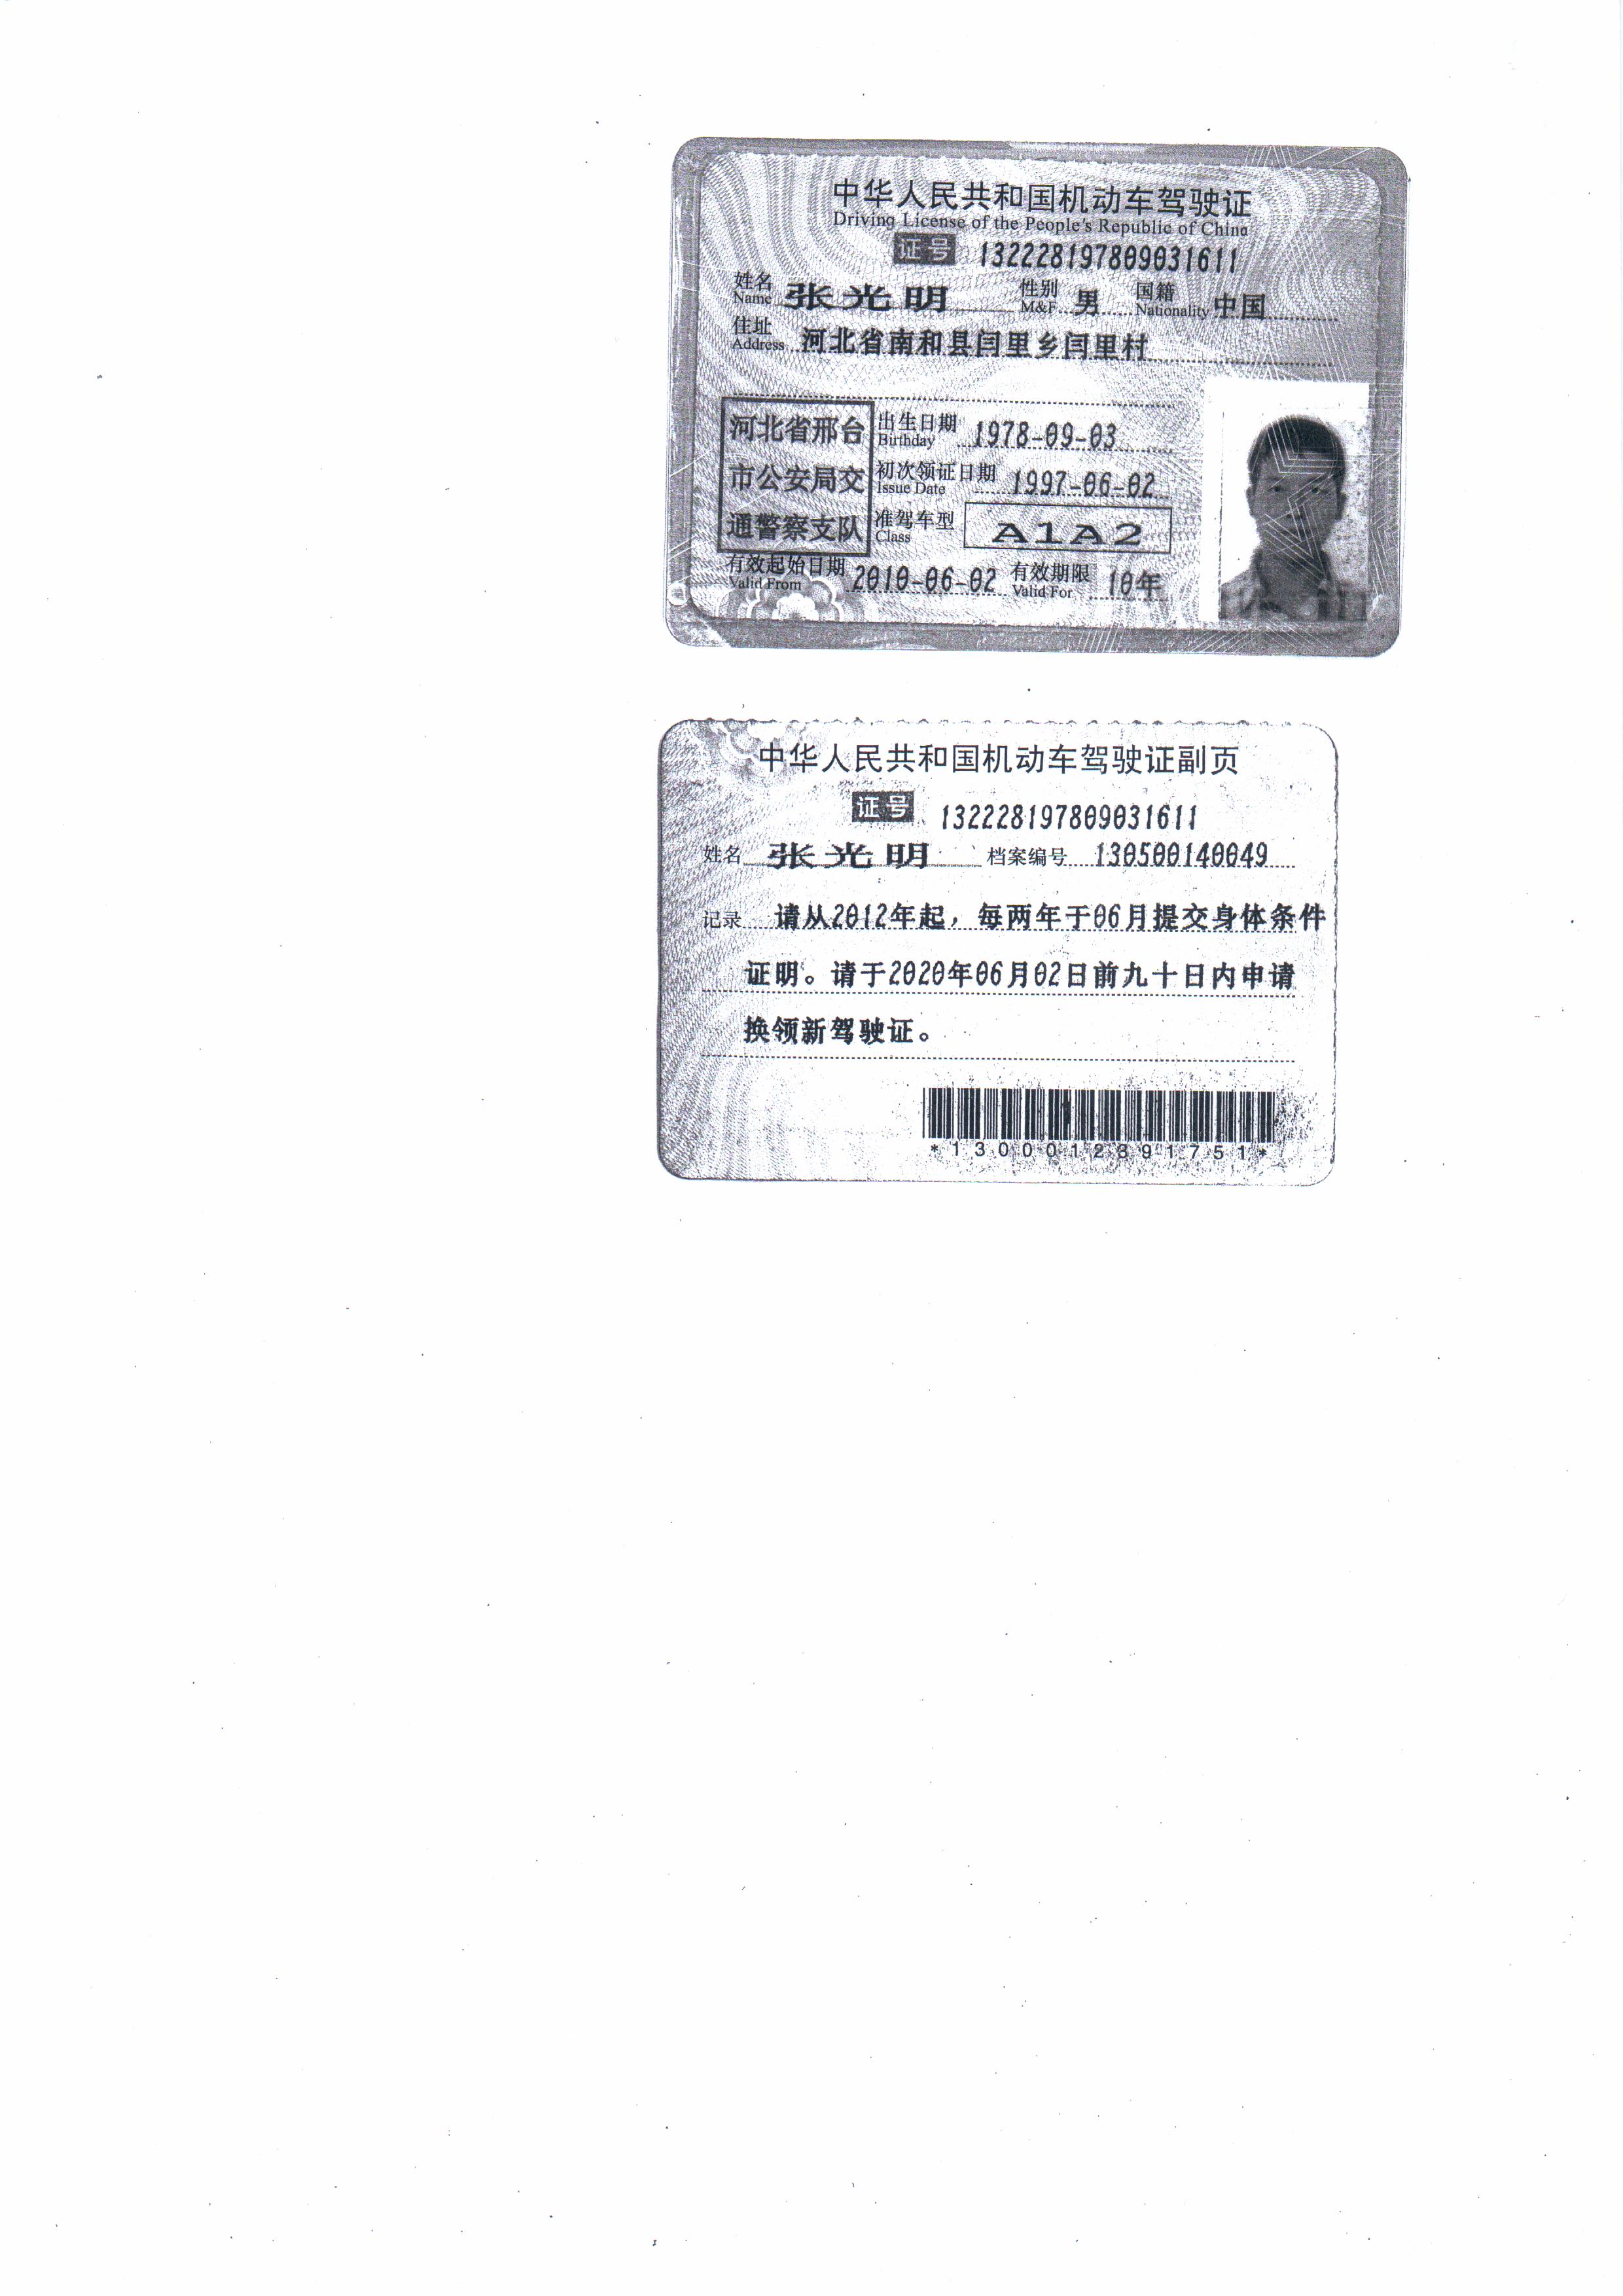 中华人民共和国机动车驾驶证
Driving License of the People's Republic of China
证号 132228197809031611
姓名 Name 张光明 性别 M&F 男 国籍 Nationality 中国
住址 Address 河北省南和县闫里乡闫里村
河北省邢台
市公安局交
通警察支队
出生日期 Birthday 1978-09-03
初次领证日期 Issue Date 1997-06-02
准驾车型 Class A1A2
有效起始日期 Valid From 2010-06-02 有效期限 Valid For 10年
中华人民共和国机动车驾驶证副页
证号 132228197809031611
姓名 张光明 档案编号 130500140049
记录 请从2012年起，每两年于06月提交身体条件
证明。请于2020年06月02日前九十日内申请
换领新驾驶证。
*1300012391751*